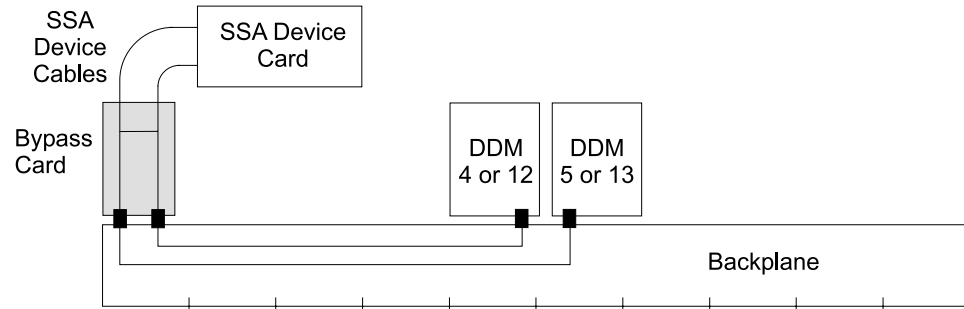 SSA
Device
Cables
SSA Device
Card
Bypass
Card
DDM
4 or 12
DDM
5 or 13
Backplane